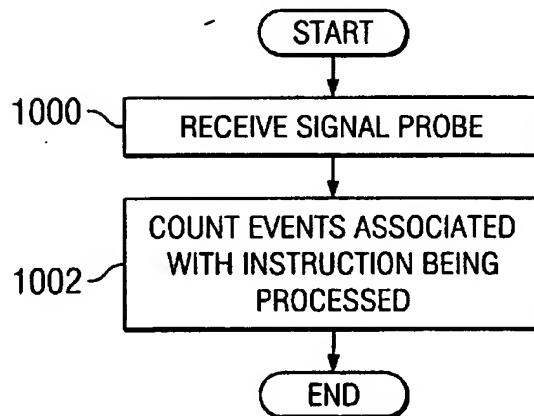 START
1000
RECEIVE SIGNAL PROBE
COUNT EVENTS ASSOCIATED
WITH INSTRUCTION BEING
PROCESSED
1002
END